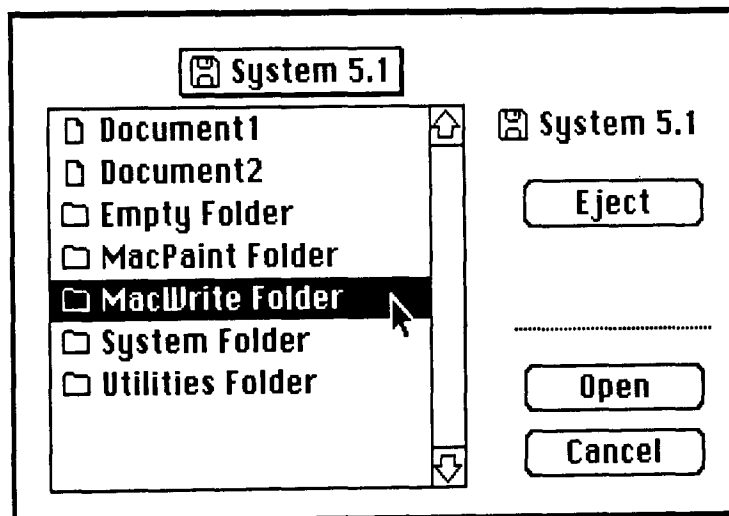 System 5.1
Document1
Document2
Empty Folder
MacPaint Folder
MacWrite Folder
System Folder
Utilities Folder
System 5.1
Eject
Open
Cancel